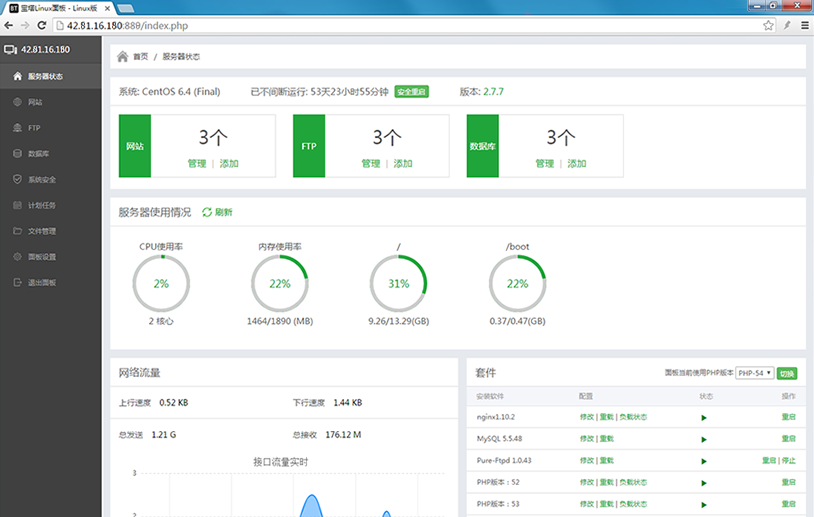 宝塔Linux面板 - Linux版
42.81.16.180:889/index.php
42.81.16.180
首页 / 服务器状态
服务器状态
网站
FTP
数据库
系统安全
计划任务
文件管理
面板设置
退出面板
系统: CentOS 6.4 (Final) 已不间断运行: 53天23小时55分钟 安全重启 版本: 2.7.7
网站 3个 管理 | 添加
FTP 3个 管理 | 添加
数据库 3个 管理 | 添加
服务器使用情况 刷新
CPU使用率 内存使用率 / /boot
2% 22% 31% 22%
2 核心 1464/1890 (MB) 9.26/13.29(GB) 0.37/0.47(GB)
网络流量
上行速度 0.52 KB 下行速度 1.44 KB
总发送 1.21 G 总接收 176.12 M
接口流量实时
3
2
套件 面板当前使用PHP版本 PHP-54 切换
安装软件 配置 状态 操作
nginx1.10.2 修改 | 重载 | 负载状态 重启
MySQL 5.5.48 修改 | 重载 重启
Pure-Ftpd 1.0.43 修改 | 重载 重启 | 停止
PHP版本：52 修改 | 重载 | 负载状态 重启
PHP版本：53 修改 | 重载 | 负载状态 重启